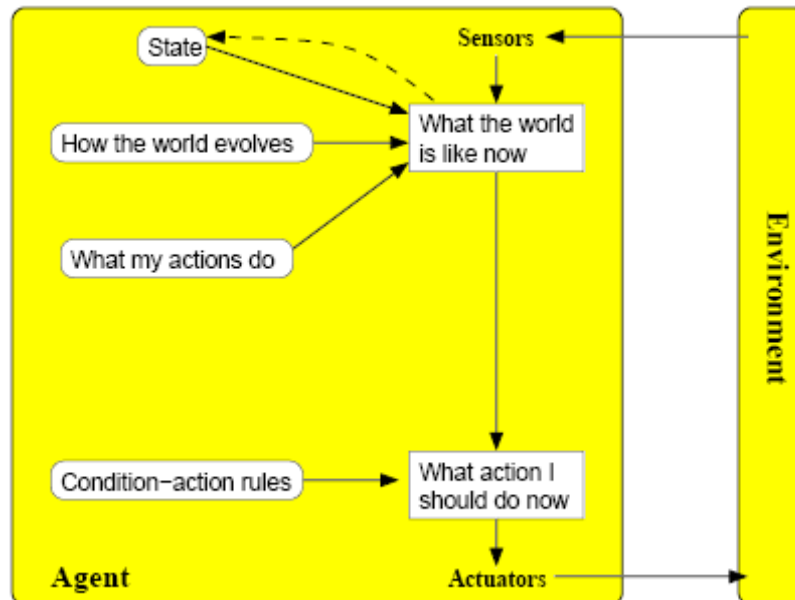 State
Sensors
How the world evolves
What the world
is like now
What my actions do
Environment
Condition−action rules
What action I
should do now
Agent
Actuators